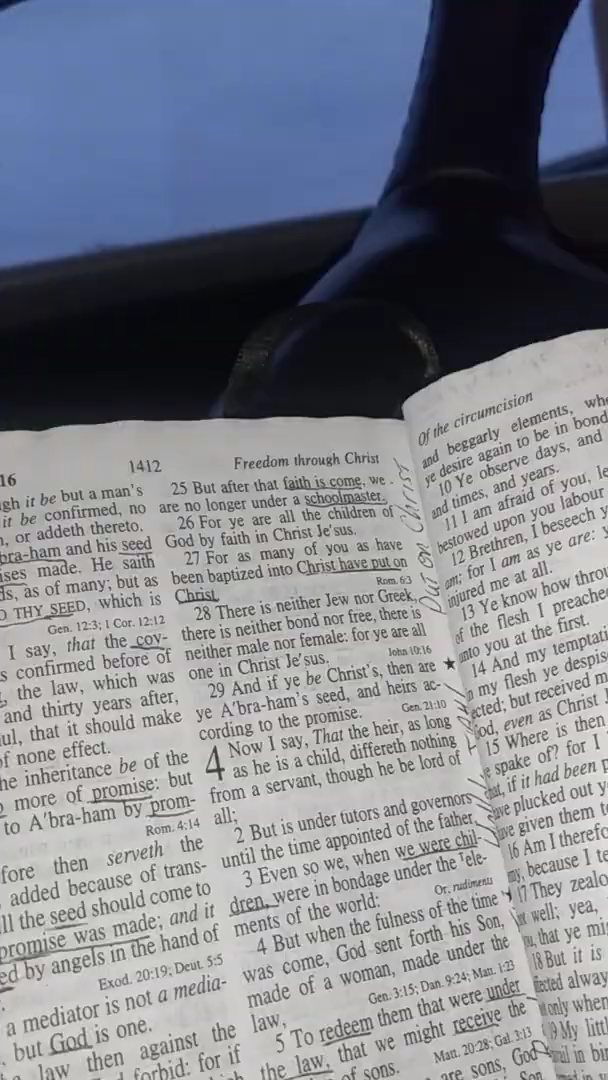 16
1412
Freedom through Christ
gh it be but a man's
it be confirmed, no
or addeth thereto.
bra-ham and his seed
ises made. He saith
ds, as of many; but as
THY SEED, which is
Gen. 12:3; 1 Cor. 12:12
I say, that the cov-
s confirmed before of
the law, which was
and thirty years after,
ul, that it should make
of none effect.
he inheritance be of the
more of promise: but
to A'bra-ham by prom-
Rom. 4:14
fore then serveth the
added because of trans-
ll the seed should come to
promise was made; and it
ed by angels in the hand of
Exod. 20:19; Deut. 5:5
a mediator is not a media-
but God is one.
law then against the
forbid: for if
25 But after that faith is come, we
are no longer under a schoolmaster.
26 For ye are all the children of
God by faith in Christ Je'sus.
27 For as many of you as have
been baptized into Christ have put on
Christ.
Rom. 6:3
28 There is neither Jew nor Greek,
there is neither bond nor free, there is
neither male nor female: for ye are all
one in Christ Je'sus.
John 10:16
29 And if ye be Christ's, then are
ye A'bra-ham's seed, and heirs ac-
cording to the promise.
Gen. 21:10
4 Now I say, That the heir, as long
as he is a child, differeth nothing
from a servant, though he be lord of
all;
2 But is under tutors and governors
until the time appointed of the father.
3 Even so we, when we were chil-
dren, were in bondage under the ele-
ments of the world:
Or, rudiments
4 But when the fulness of the time
was come, God sent forth his Son,
made of a woman, made under the
law,
Gen. 3:15; Dan. 9:24; Matt. 1:23
5 To redeem them that were under
the law, that we might receive the
of sons.
Matt. 20:28; Gal. 3:13
are sons, God
Son
Put on Christ
Of the circumcision
and beggarly elements, wh
ye desire again to be in bond
10 Ye observe days, and
and times, and years.
11 I am afraid of you, le
bestowed upon you labour
12 Brethren, I beseech y
am; for I am as ye are: y
injured me at all.
13 Ye know how throu
of the flesh I preache
unto you at the first.
14 And my temptat
n my flesh ye despis
ected; but received m
God, even as Christ
15 Where is then
spake of? for I
that, if it had been p
ave plucked out y
ave given them to
16 Am I therefo
my, because I te
17 They zealo
not well; yea,
that ye mi
18 But it is
affected alway
only when
19 My littl